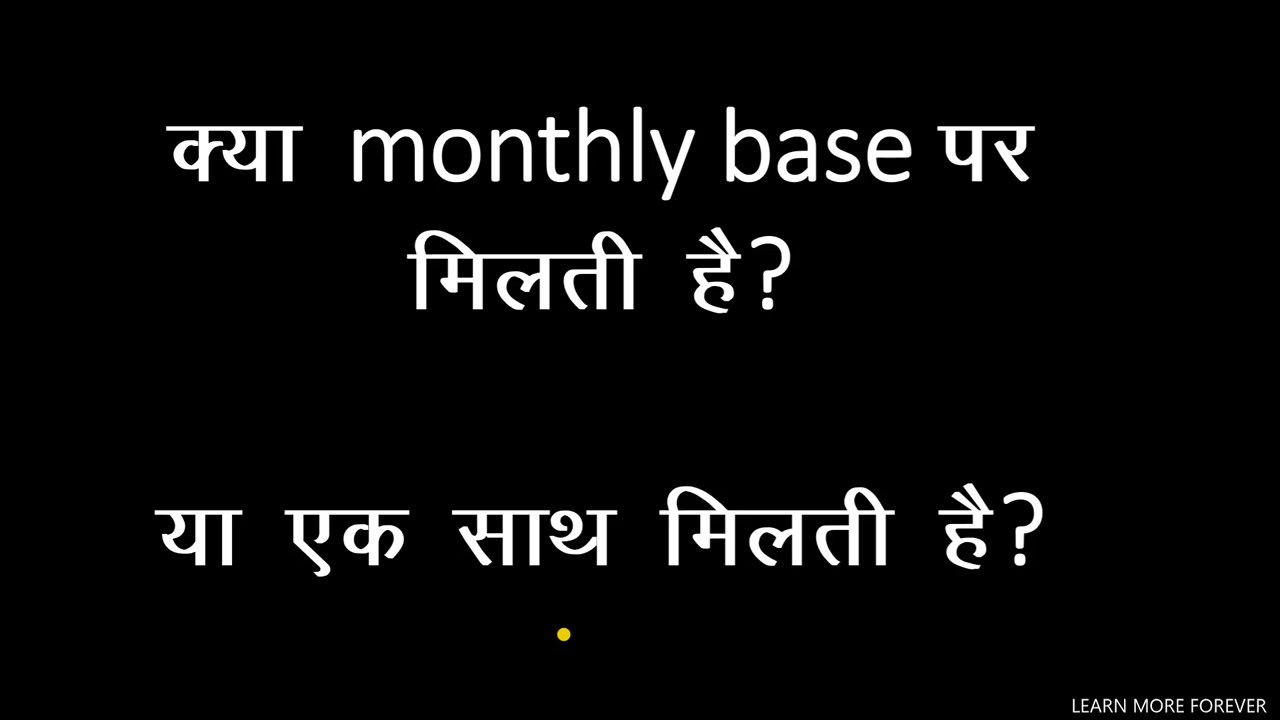 क्या monthly base पर
मिलती है?
या एक साथ मिलती है?
LEARN MORE FOREVER